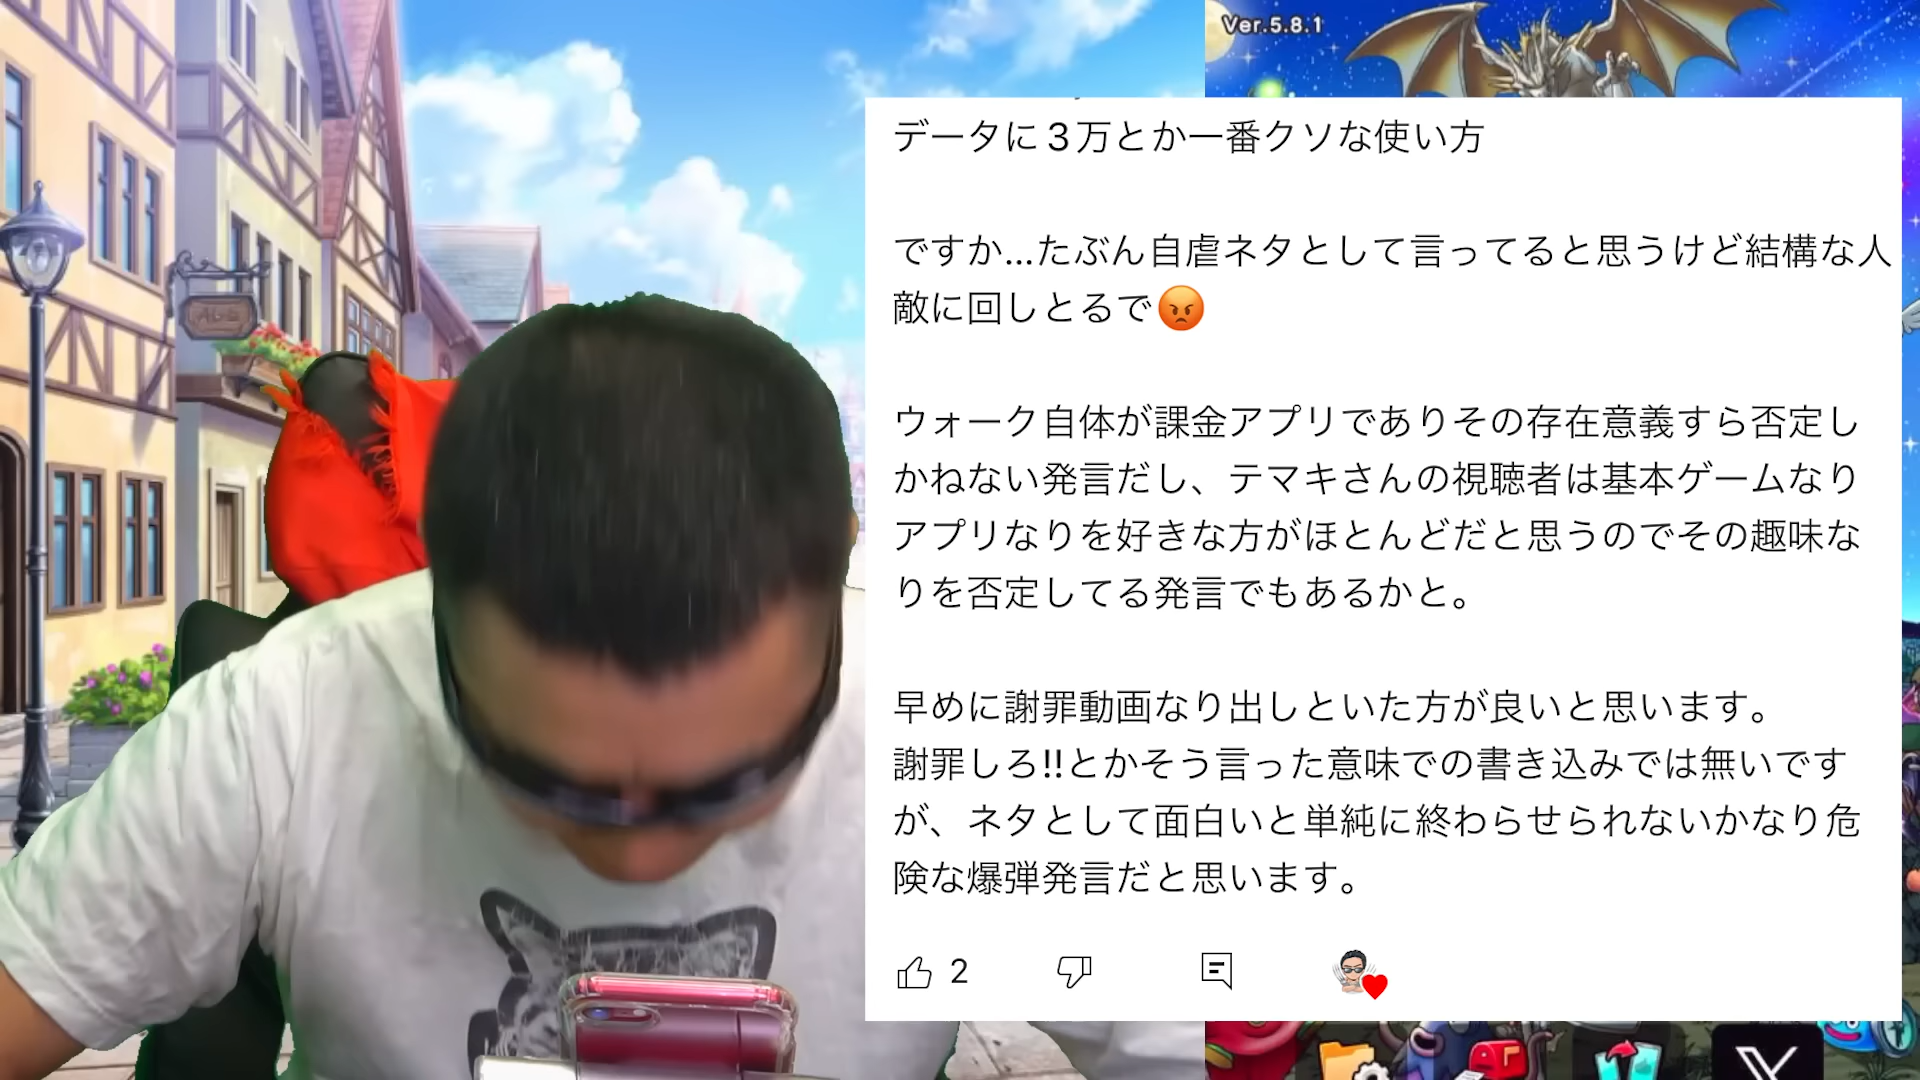 Ver.5.8.1
データに３万とか一番クソな使い方
ですか...たぶん自虐ネタとして言ってると思うけど結構な人
敵に回しとるで😡
ウォーク自体が課金アプリでありその存在意義すら否定し
かねない発言だし、テマキさんの視聴者は基本ゲームなり
アプリなりを好きな方がほとんどだと思うのでその趣味な
りを否定してる発言でもあるかと。
早めに謝罪動画なり出しといた方が良いと思います。
謝罪しろ!!とかそう言った意味での書き込みでは無いです
が、ネタとして面白いと単純に終わらせられないかなり危
険な爆弾発言だと思います。
2